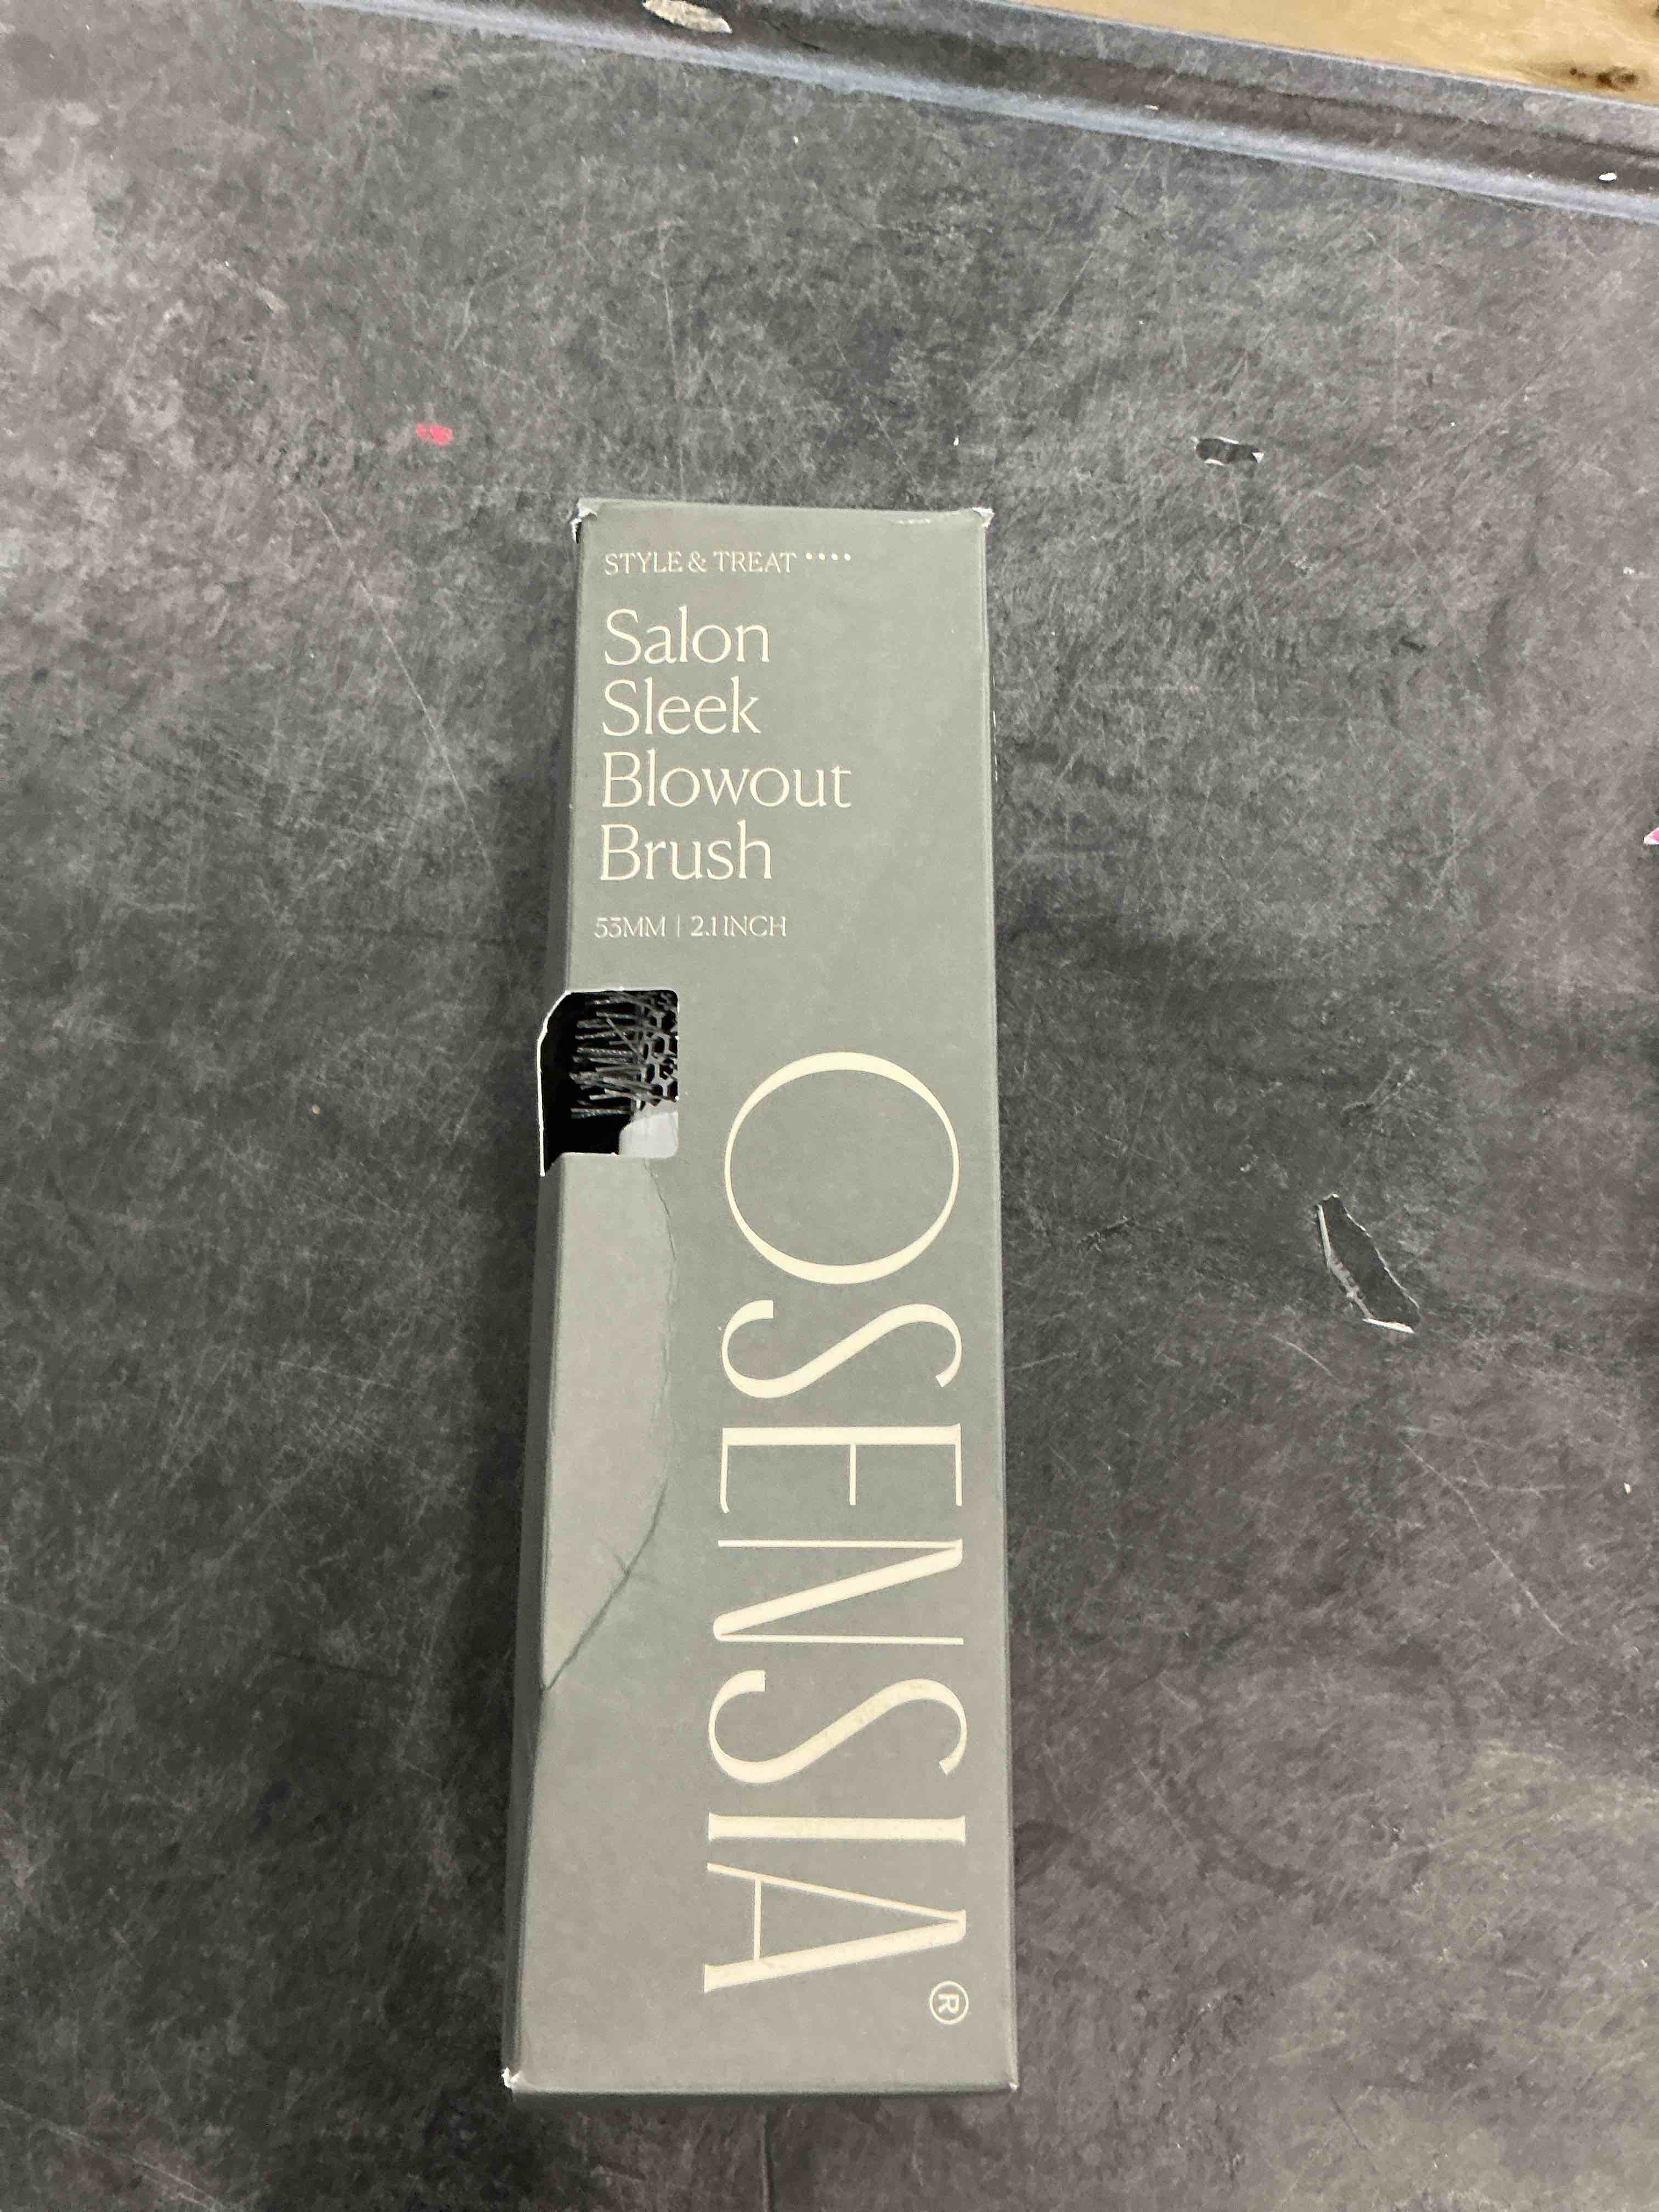 STYLE & TREAT ••••
Salon
Sleek
Blowout
Brush
53MM | 2.1 INCH
OSENSIA®